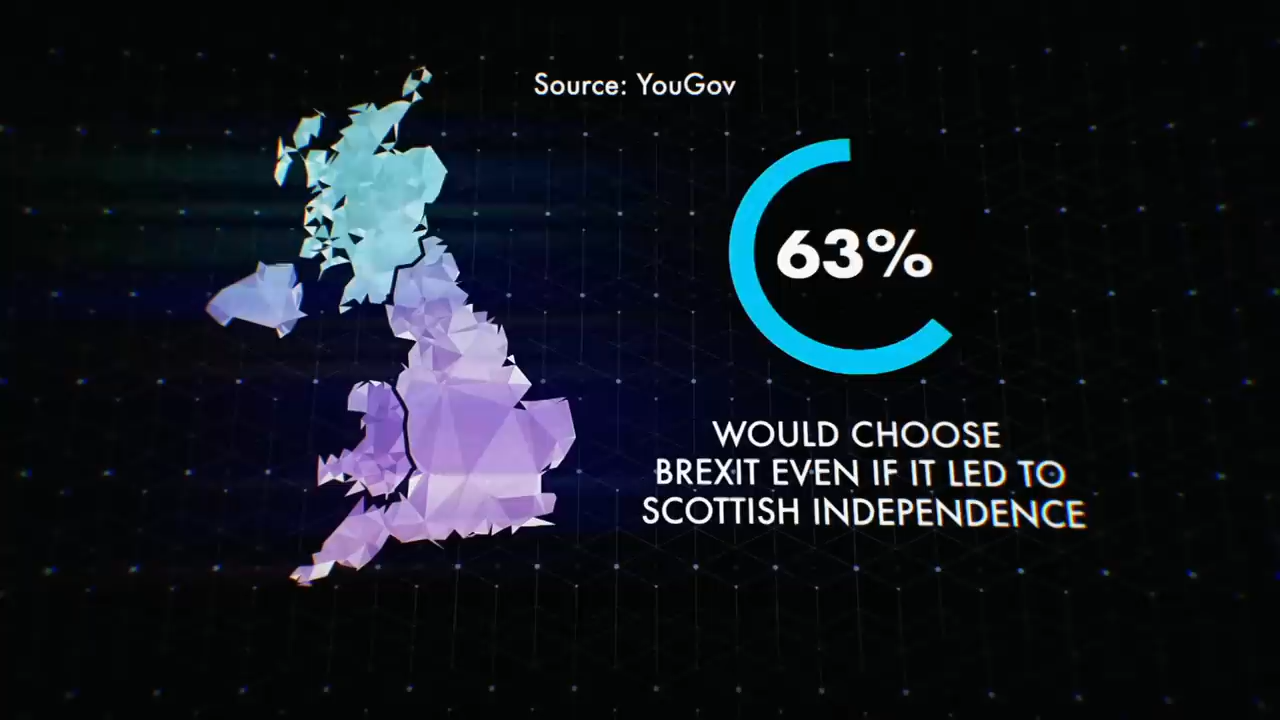 Source: YouGov
63%
WOULD CHOOSE
BREXIT EVEN IF IT LED TO
SCOTTISH INDEPENDENCE